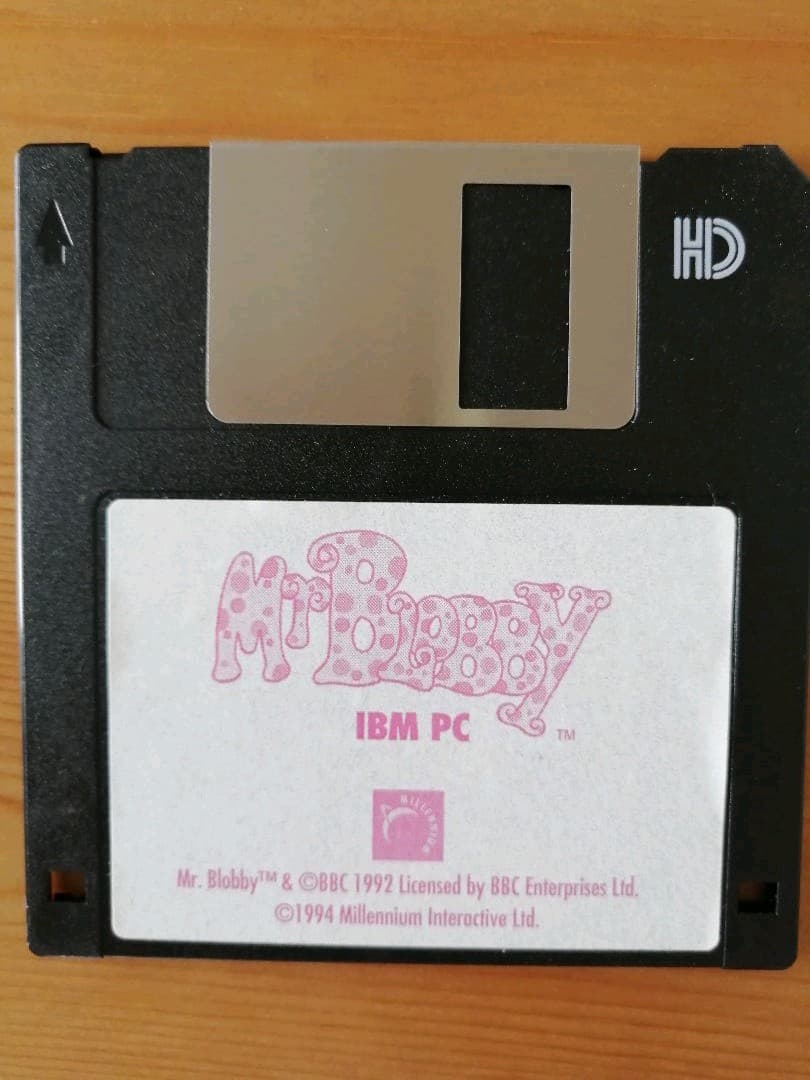 HD
Mr Blobby
IBM PC
TM
MILLENNIUM
Mr. Blobby™ & ©BBC 1992 Licensed by BBC Enterprises Ltd.
©1994 Millennium Interactive Ltd.